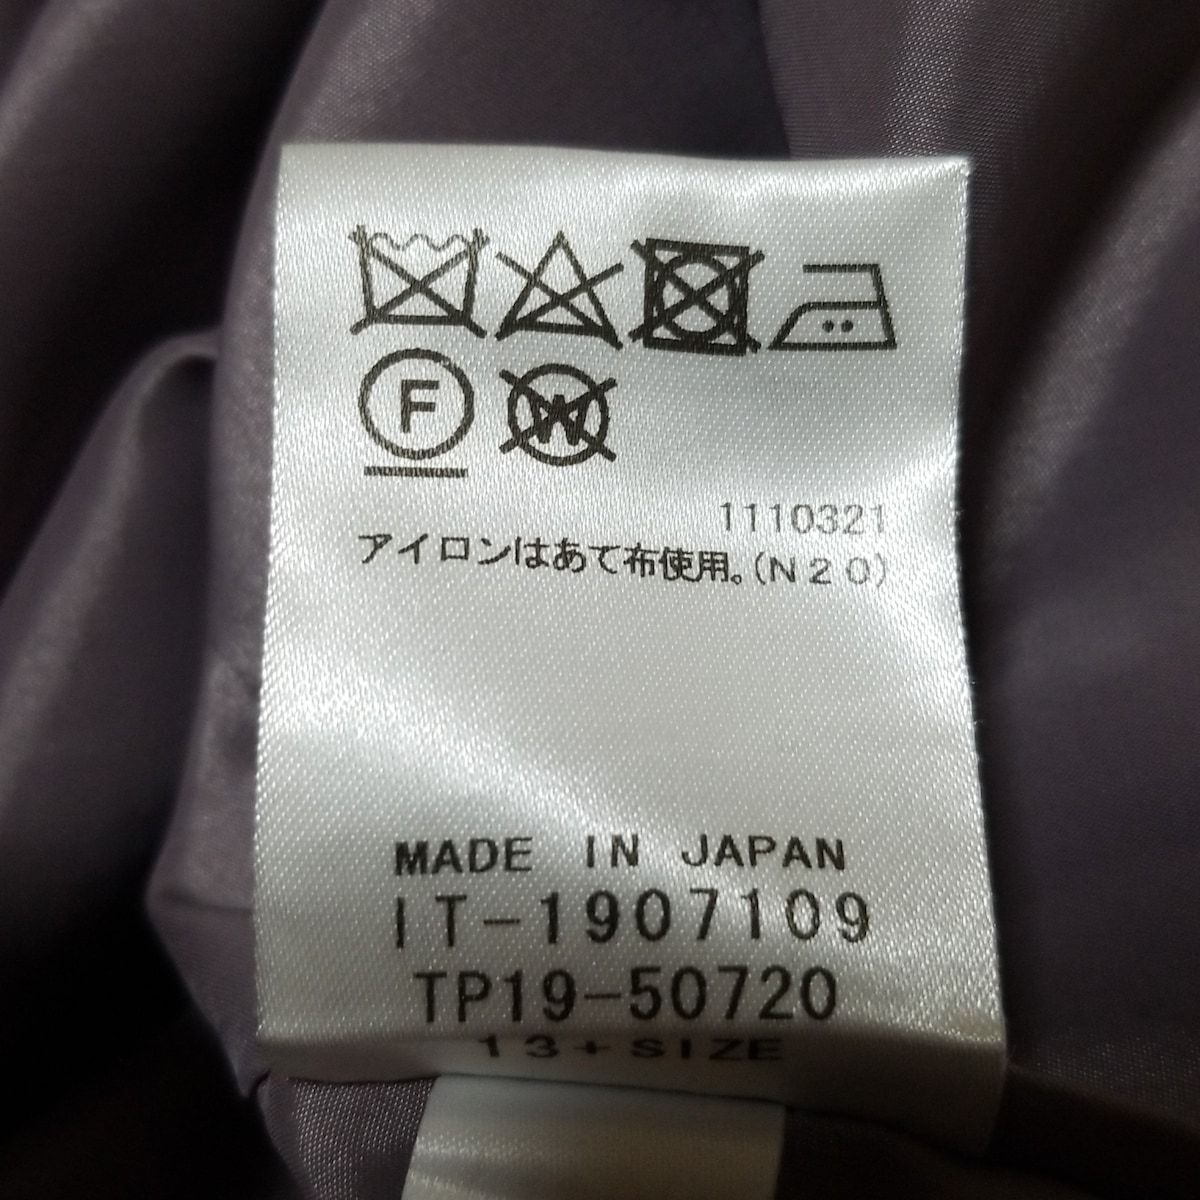 F W
1110321
アイロンはあて布使用。(N20)
MADE IN JAPAN
IT-1907109
TP19-50720
13+SIZE